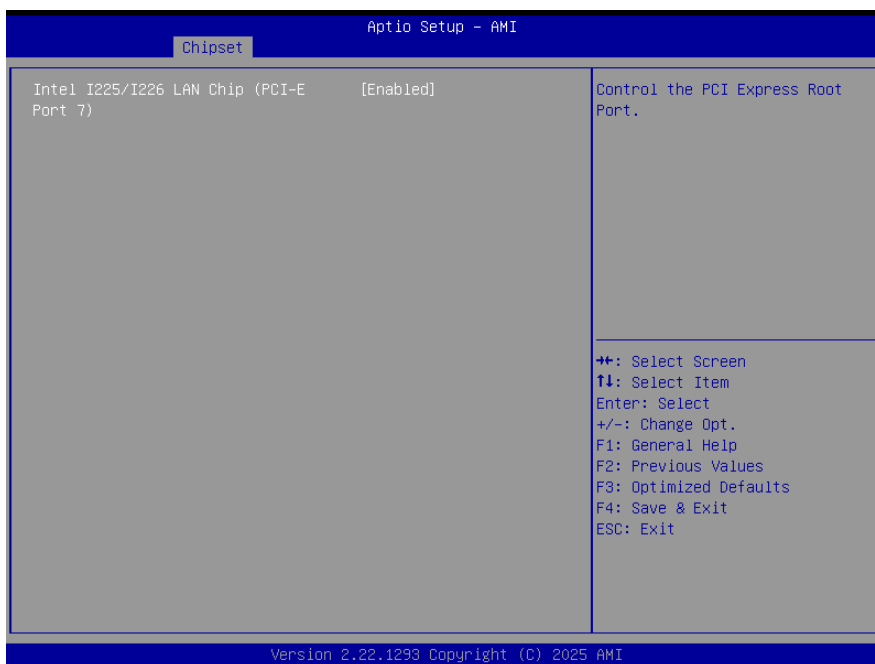 Aptio Setup – AMI
Chipset
Intel I225/I226 LAN Chip (PCI-E [Enabled]
Port 7)
Control the PCI Express Root
Port.
→←: Select Screen
↑↓: Select Item
Enter: Select
+/-: Change Opt.
F1: General Help
F2: Previous Values
F3: Optimized Defaults
F4: Save & Exit
ESC: Exit
Version 2.22.1293 Copyright (C) 2025 AMI